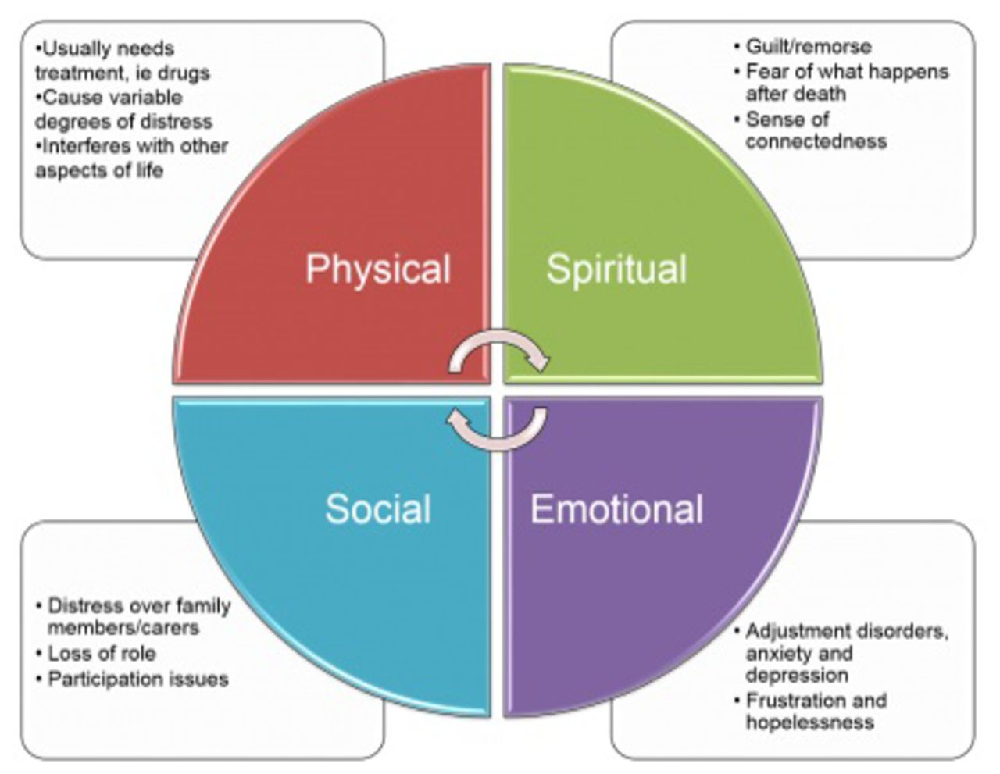 •Usually needs
treatment, ie drugs
•Cause variable
degrees of distress
•Interferes with other
aspects of life
• Guilt/remorse
• Fear of what happens
after death
• Sense of
connectedness
Physical
Spiritual
Social
Emotional
• Distress over family
members/carers
• Loss of role
• Participation issues
• Adjustment disorders,
anxiety and
depression
• Frustration and
hopelessness